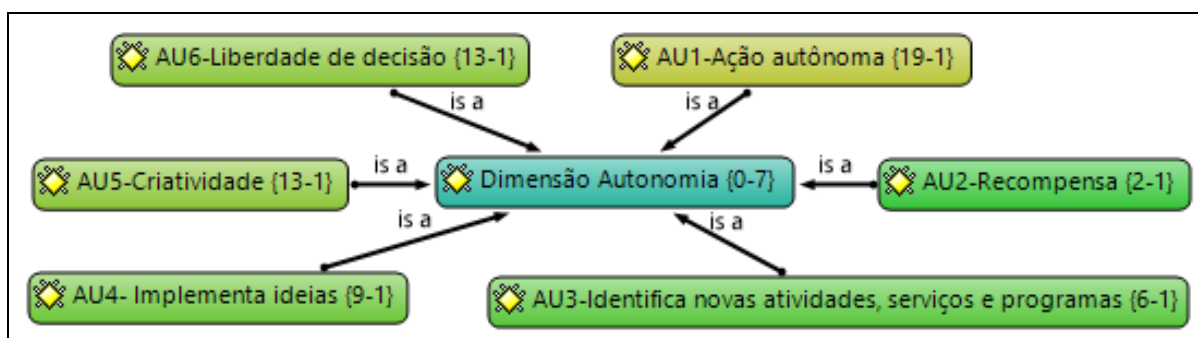 AU6-Liberdade de decisão {13-1}
AU1-Ação autônoma {19-1}
is a
is a
AU5-Criatividade {13-1}
is a
Dimensão Autonomia {0-7}
is a
AU2-Recompensa {2-1}
is a
is a
AU4- Implementa ideias {9-1}
AU3-Identifica novas atividades, serviços e programas {6-1}